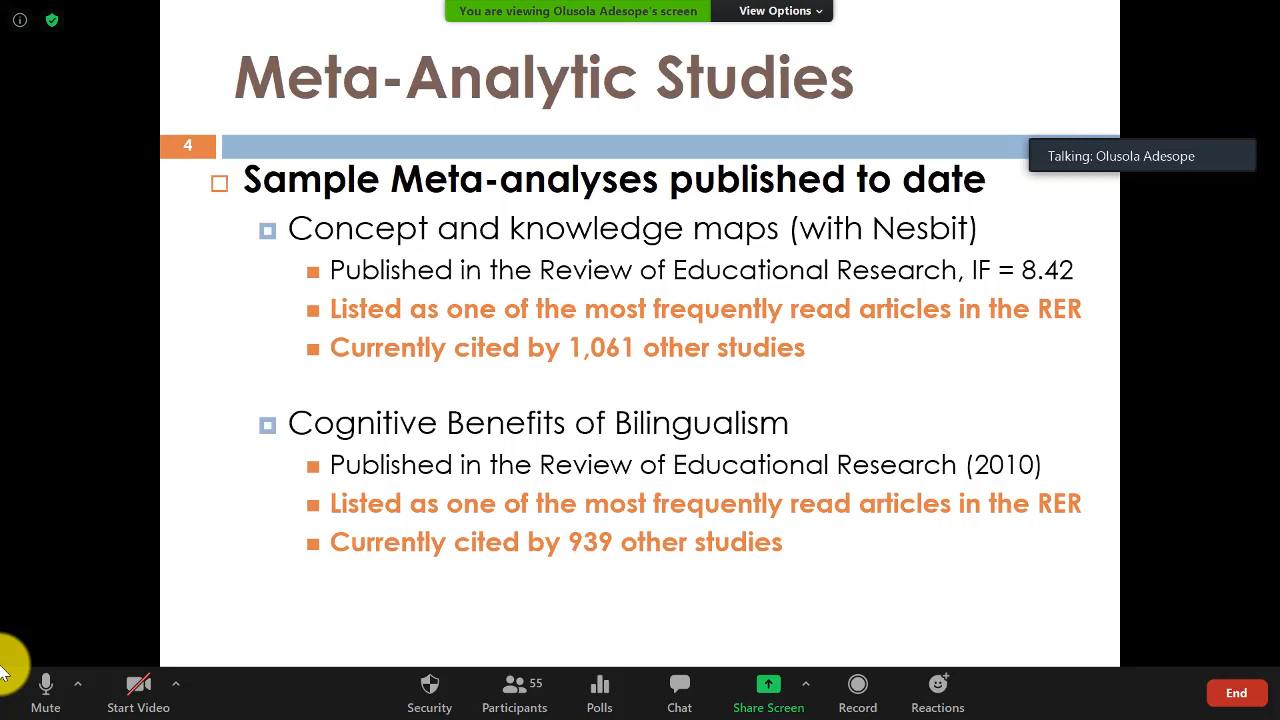 You are viewing Olusola Adesope's screen
View Options
Meta-Analytic Studies
4
Talking: Olusola Adesope
Sample Meta-analyses published to date
Concept and knowledge maps (with Nesbit)
Published in the Review of Educational Research, IF = 8.42
Listed as one of the most frequently read articles in the RER
Currently cited by 1,061 other studies
Cognitive Benefits of Bilingualism
Published in the Review of Educational Research (2010)
Listed as one of the most frequently read articles in the RER
Currently cited by 939 other studies
55
Mute
Start Video
Security
Participants
Polls
Chat
Share Screen
Record
Reactions
End